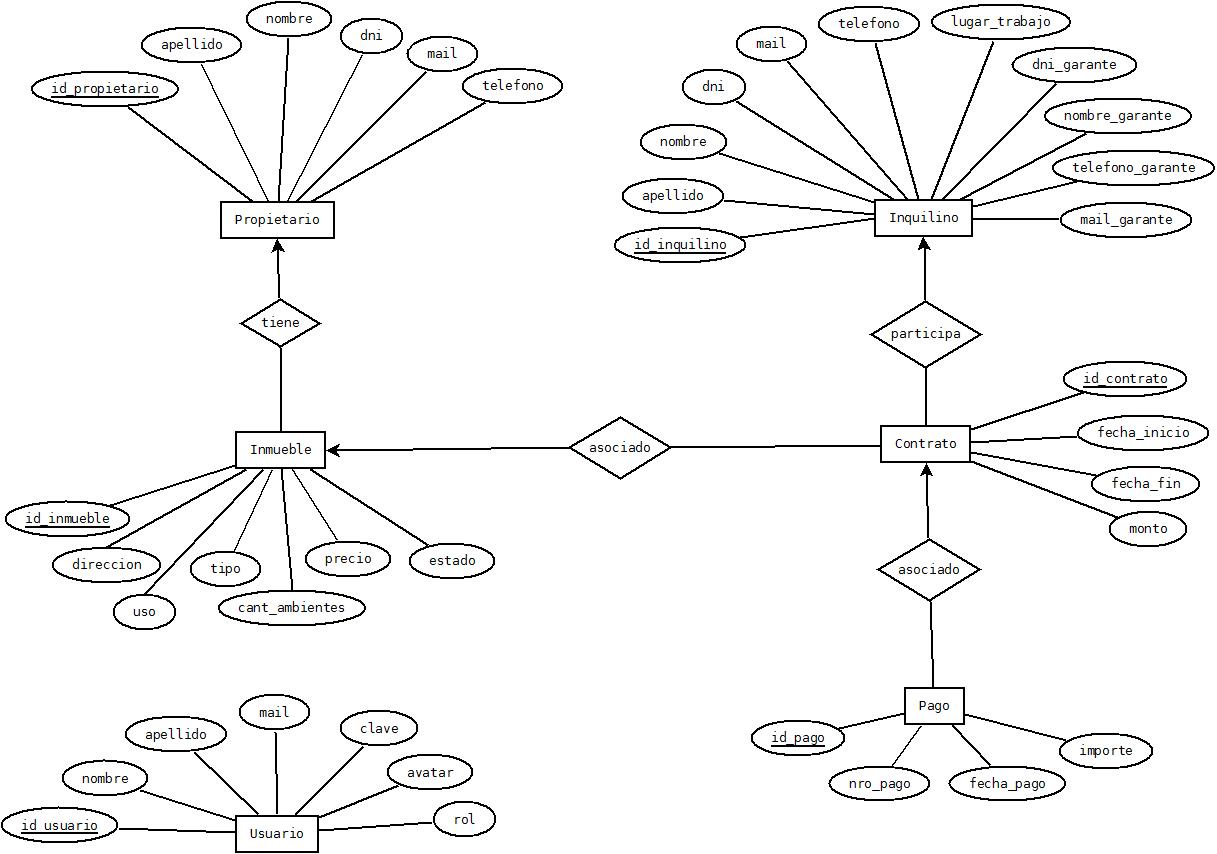 nombre
dni
apellido
mail
id_propietario
telefono
Propietario
lugar_trabajo
telefono
mail
dni_garante
dni
nombre_garante
nombre
telefono_garante
apellido
mail_garante
id_inquilino
Inquilino
tiene
participa
id_contrato
fecha_inicio
Contrato
asociado
Inmueble
fecha_fin
monto
id_inmueble
direccion
tipo
precio
estado
uso
cant_ambientes
asociado
Pago
id_pago
importe
nro_pago
fecha_pago
mail
clave
apellido
avatar
nombre
rol
id_usuario
Usuario